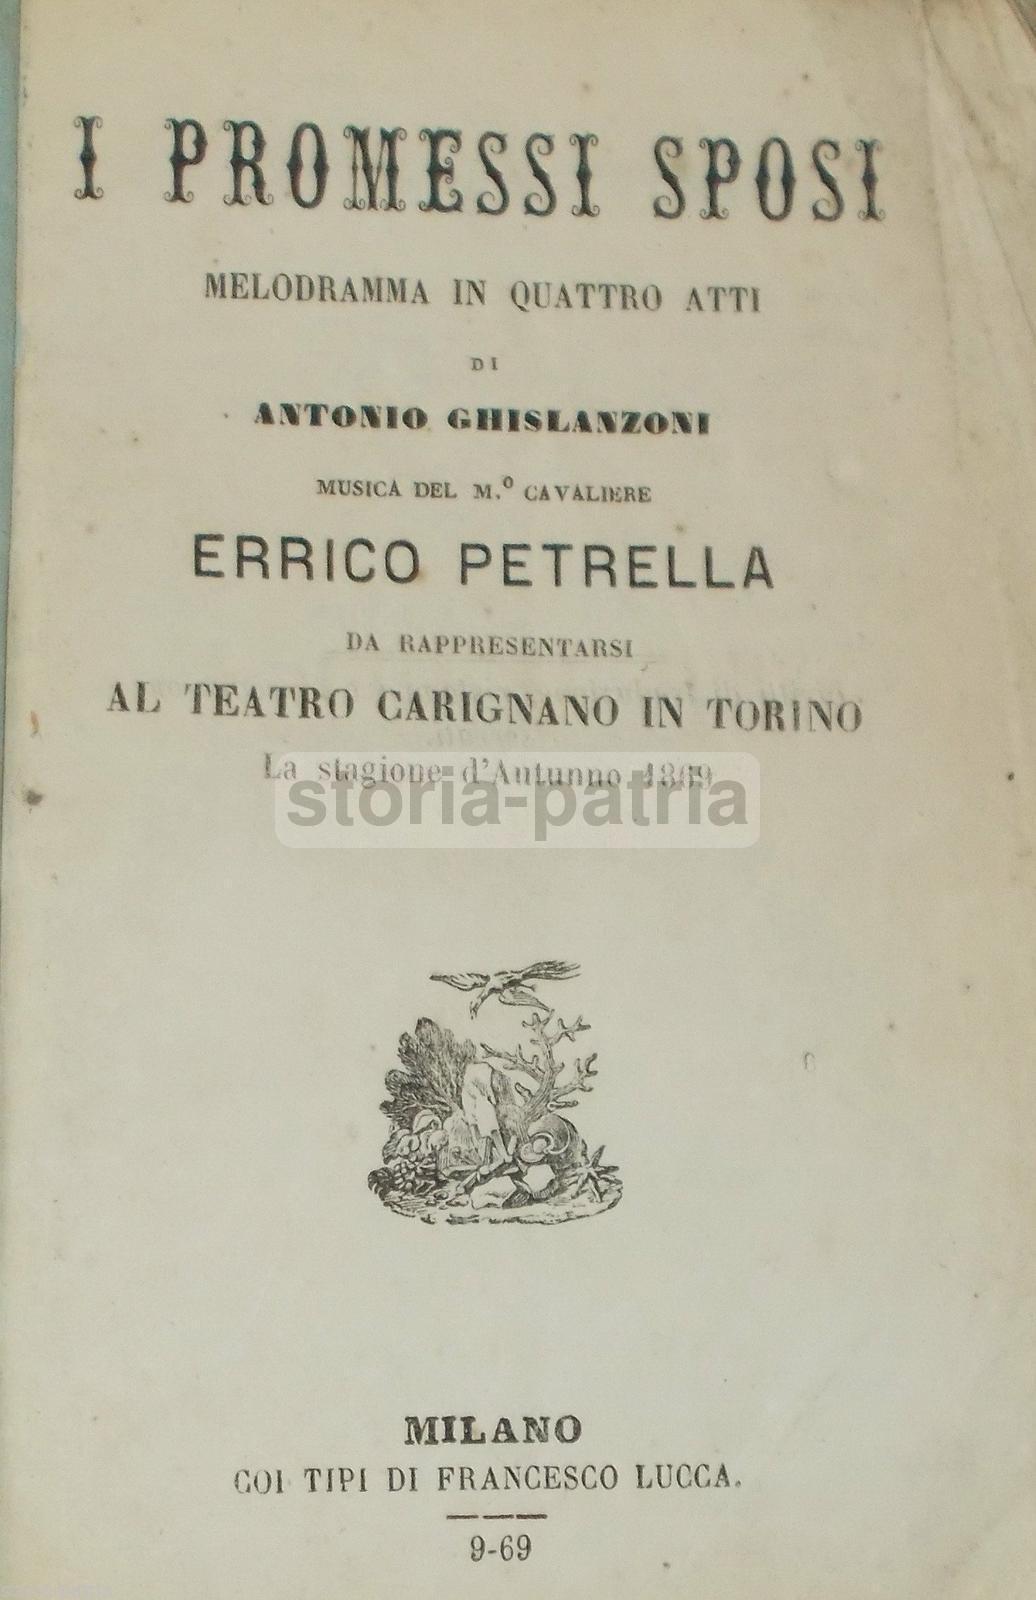 I PROMESSI SPOSI
MELODRAMMA IN QUATTRO ATTI
DI
ANTONIO GHISLANZONI
MUSICA DEL M.º CAVALIERE
ERRICO PETRELLA
DA RAPPRESENTARSI
AL TEATRO CARIGNANO IN TORINO
La stagione d'Autunno 1869
storia-patria
MILANO
COI TIPI DI FRANCESCO LUCCA.
9-69